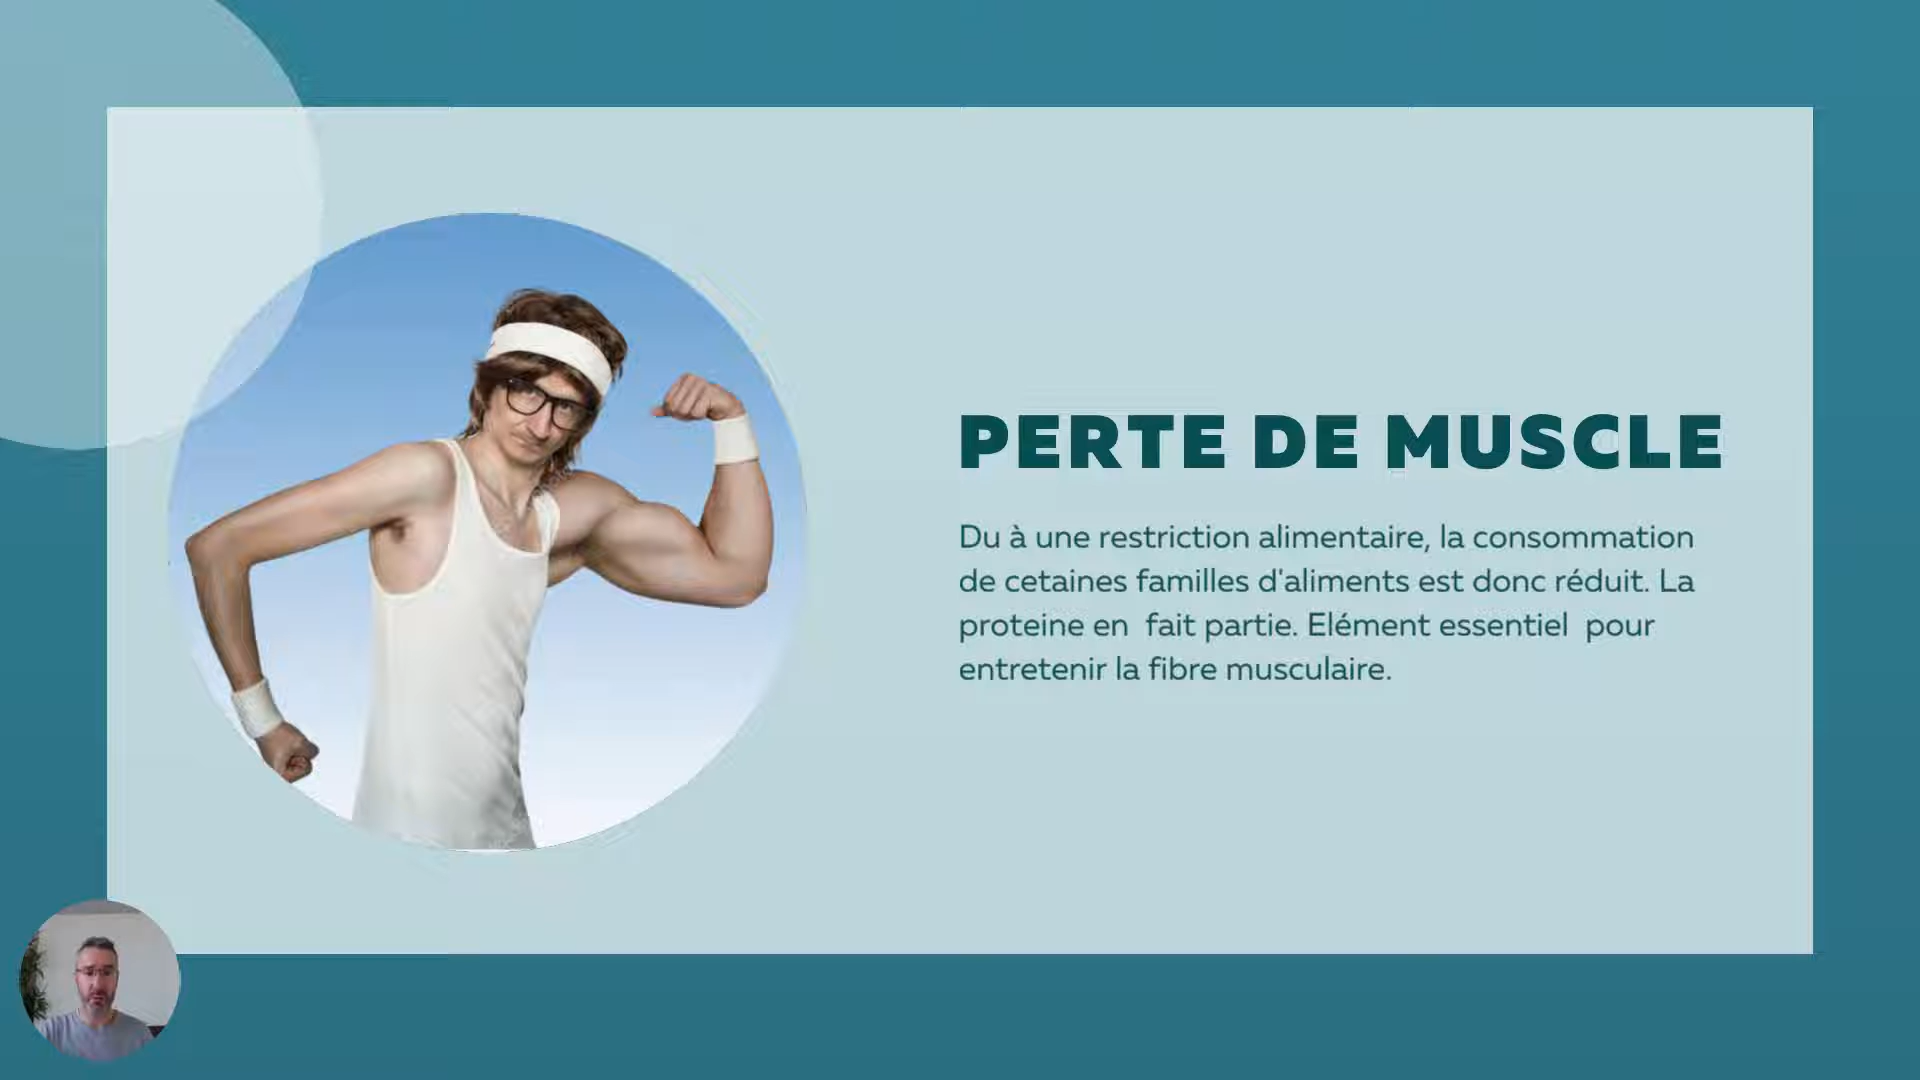 PERTE DE MUSCLE
Du à une restriction alimentaire, la consommation
de cetaines familles d'aliments est donc réduit. La
proteine en  fait partie. Elément essentiel  pour
entretenir la fibre musculaire.